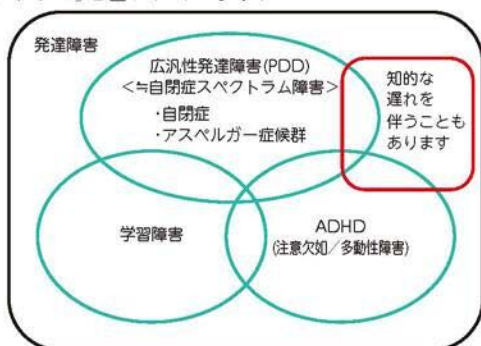 発達障害
広汎性発達障害(PDD)
<≒自閉症スペクトラム障害>
・自閉症
・アスペルガー症候群
知的な
遅れを
伴うことも
あります
学習障害
ADHD
(注意欠如／多動性障害)